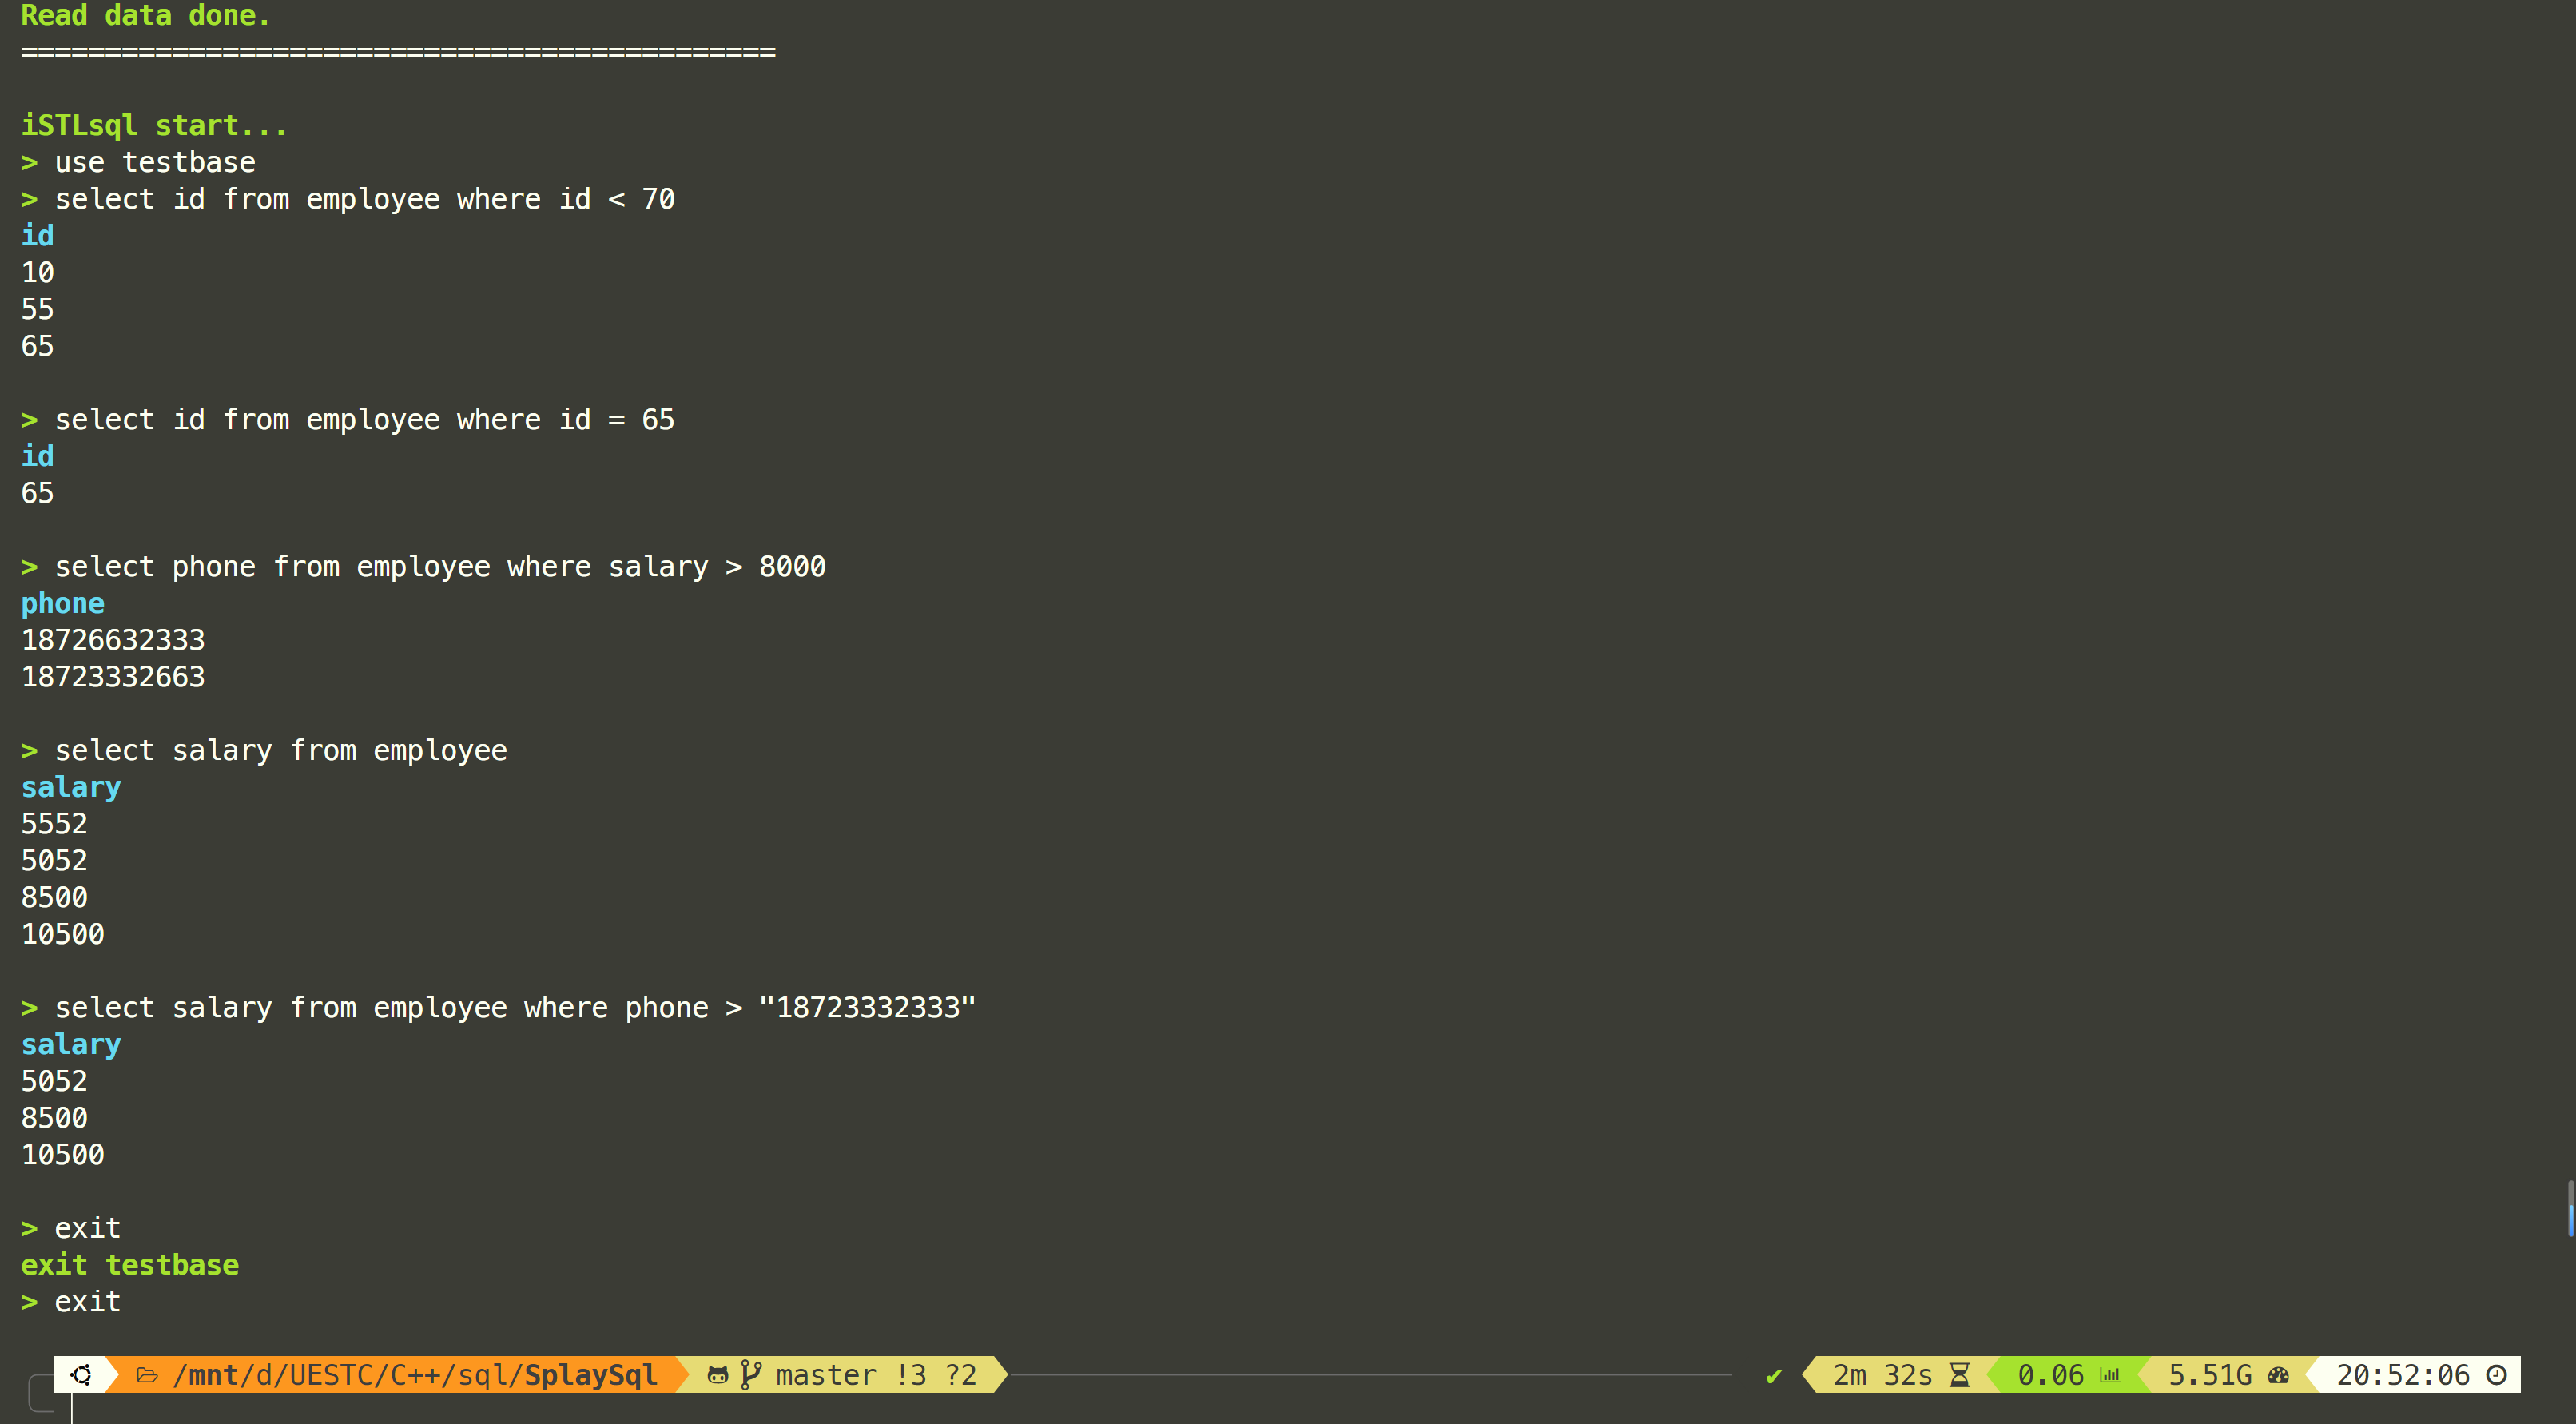 Read data done.
=============================================
iSTLsql start...
> use testbase
> select id from employee where id < 70
id
10
55
65
> select id from employee where id = 65
id
65
> select phone from employee where salary > 8000
phone
18726632333
18723332663
> select salary from employee
salary
5552
5052
8500
10500
> select salary from employee where phone > "18723332333"
salary
5052
8500
10500
> exit
exit testbase
> exit
/mnt/d/UESTC/C++/sql/SplaySql master !3 ?2 ✔ 2m 32s 0.06 5.51G 20:52:06